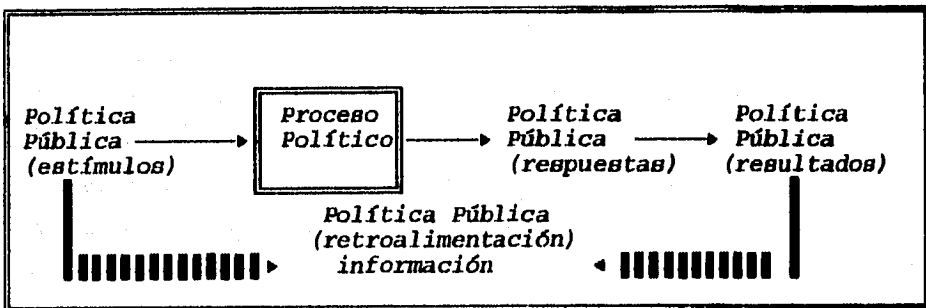 Política
Pública
(estímulos)
Proceso
Político
Política
Pública
(respuestas)
Política
Pública
(resultados)
Política Pública
(retroalimentación)
información